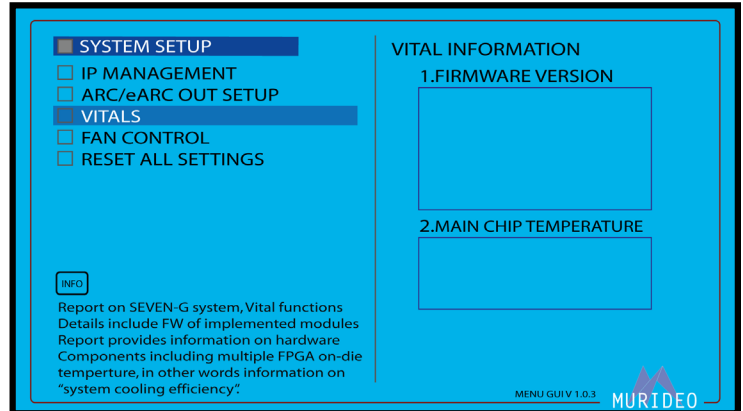 SYSTEM SETUP
IP MANAGEMENT
ARC/eARC OUT SETUP
VITALS
FAN CONTROL
RESET ALL SETTINGS
INFO
Report on SEVEN-G system, Vital functions
Details include FW of implemented modules
Report provides information on hardware
Components including multiple FPGA on-die
temperture, in other words information on
“system cooling efficiency”.
VITAL INFORMATION
1.FIRMWARE VERSION
2.MAIN CHIP TEMPERATURE
MENU GUI V 1.0.3
MURIDEO